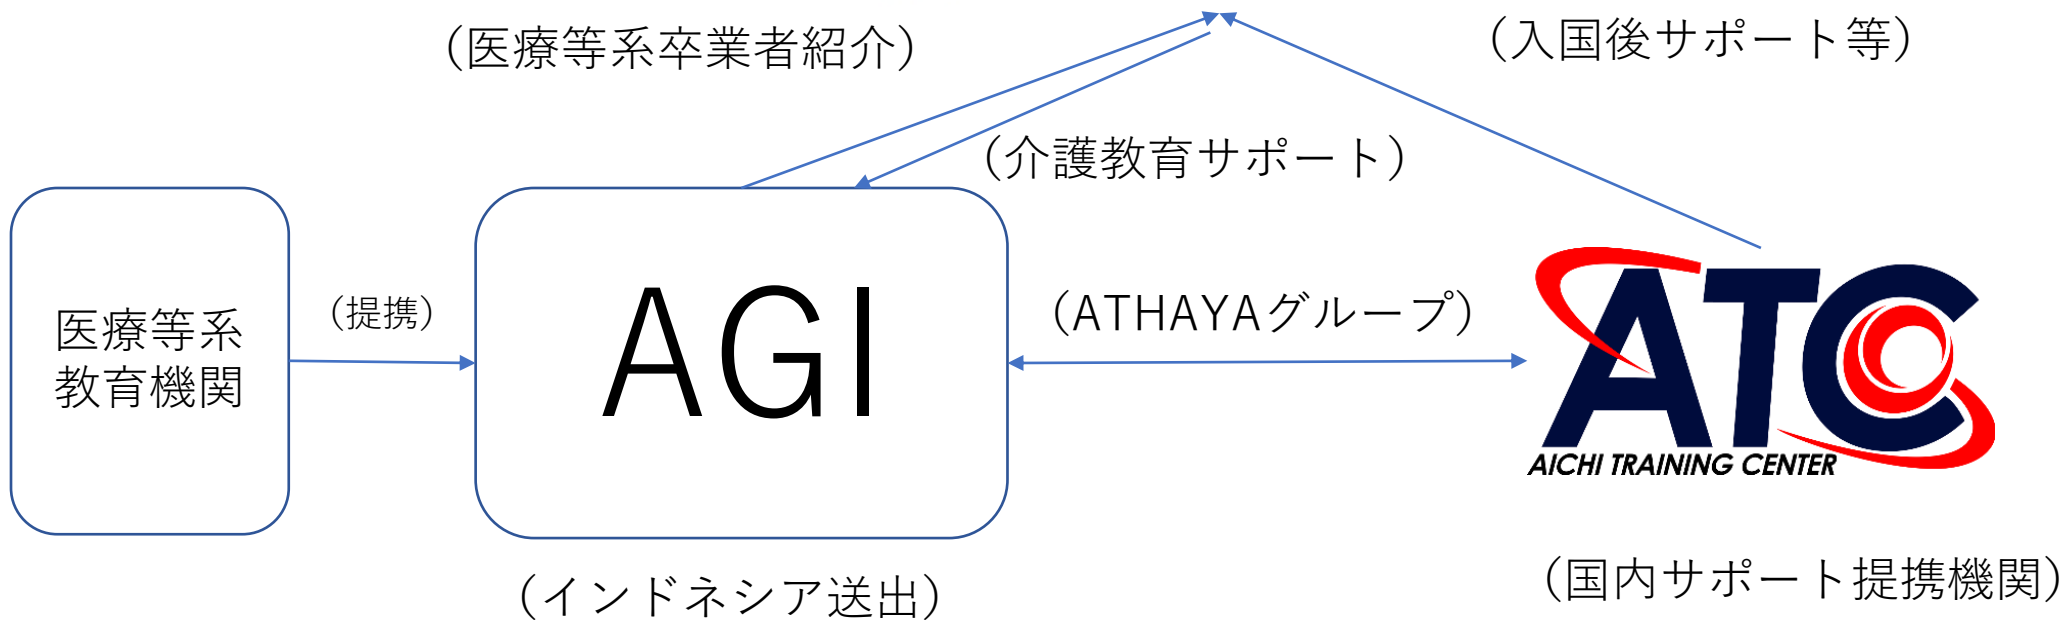 （医療等系卒業者紹介）
（入国後サポート等）
（介護教育サポート）
医療等系
教育機関
（提携）
AGI
（ATHAYAグループ）
ATC
AICHI TRAINING CENTER
（インドネシア送出）
（国内サポート提携機関）